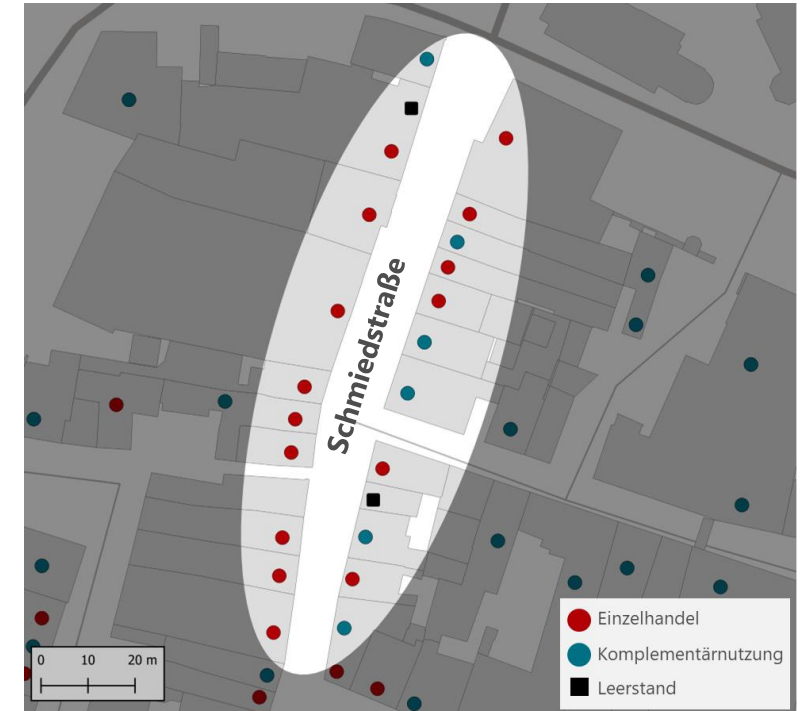 Schmiedstraße
Einzelhandel
Komplementärnutzung
Leerstand
0 10 20 m